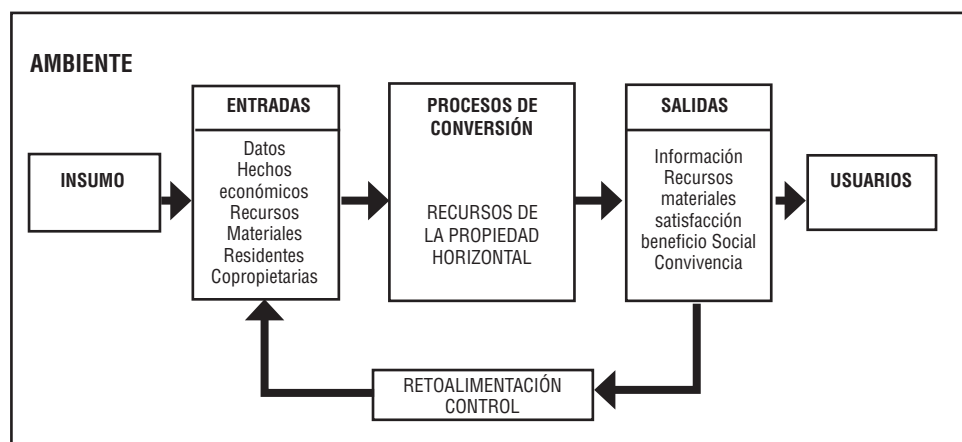 AMBIENTE
INSUMO
ENTRADAS
Datos
Hechos
económicos
Recursos
Materiales
Residentes
Copropietarias
PROCESOS DE
CONVERSIÓN
RECURSOS DE
LA PROPIEDAD
HORIZONTAL
SALIDAS
Información
Recursos
materiales
satisfacción
beneficio Social
Convivencia
USUARIOS
RETOALIMENTACIÓN
CONTROL